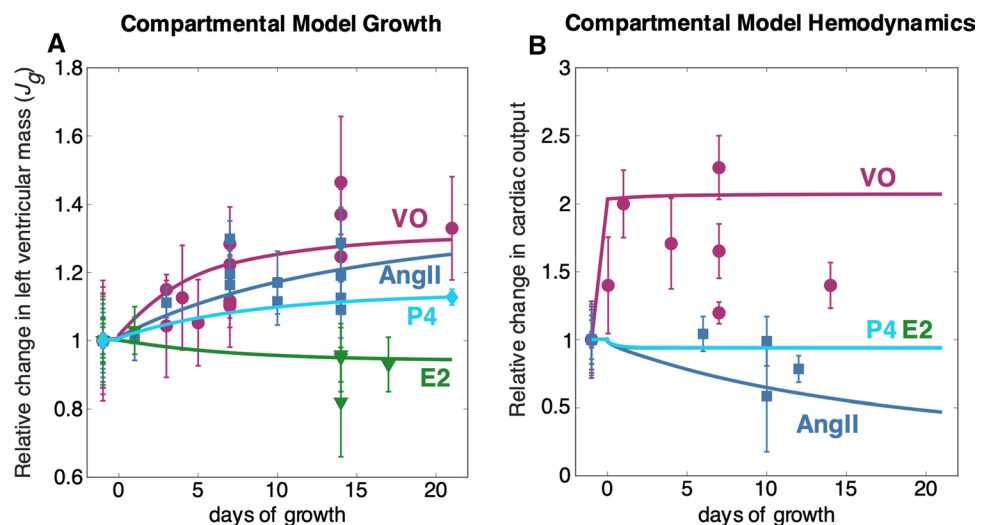 Compartmental Model Growth
A
Relative change in left ventricular mass (Jg)
1.8
1.6
1.4
1.2
1
0.8
0.6
VO
AngII
P4
E2
0
5
10
15
20
days of growth
Compartmental Model Hemodynamics
B
Relative change in cardiac output
3
2.5
2
1.5
1
0.5
0
VO
P4 E2
AngII
0
5
10
15
20
days of growth